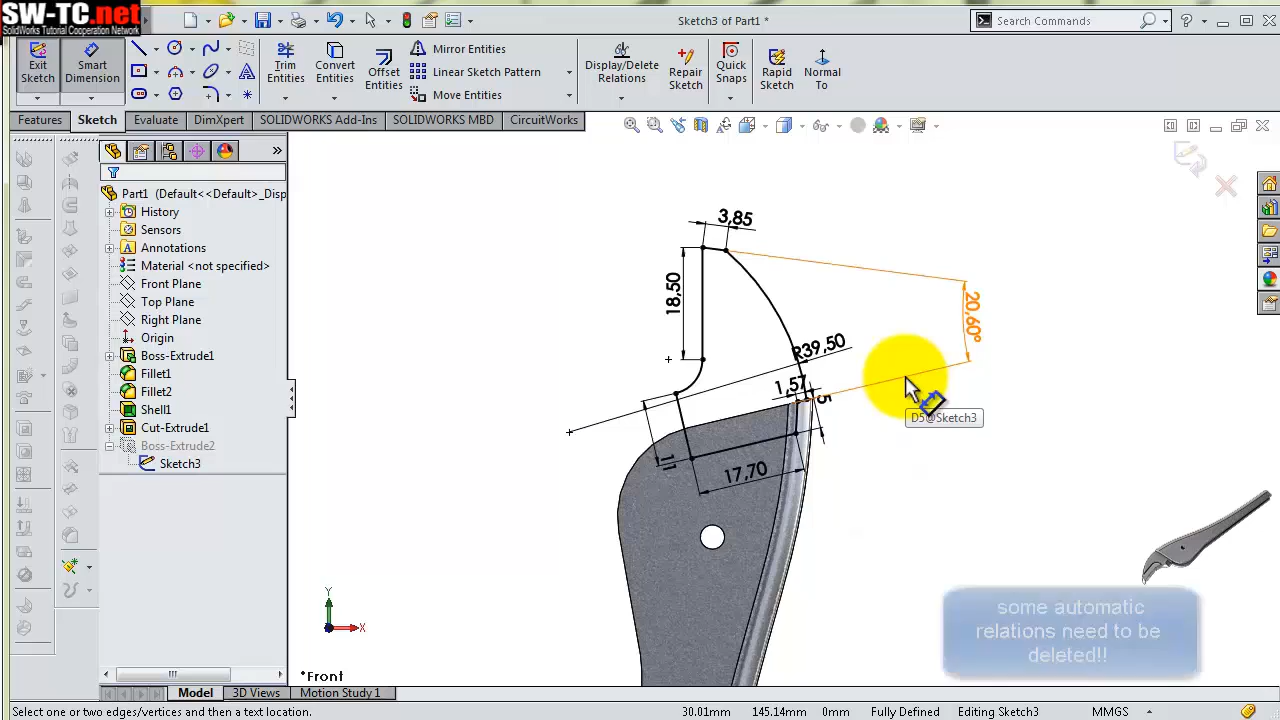 SW-TC.net
SolidWorks Tutorial Cooperation Network
Sketch3 of Part1 *
Search Commands
Exit Sketch
Smart Dimension
Trim Entities
Convert Entities
Offset Entities
Mirror Entities
Linear Sketch Pattern
Move Entities
Display/Delete Relations
Repair Sketch
Quick Snaps
Rapid Sketch
Normal To
Features
Sketch
Evaluate
DimXpert
SOLIDWORKS Add-Ins
SOLIDWORKS MBD
CircuitWorks
Part1 (Default<<Default>_Disp
History
Sensors
Annotations
Material <not specified>
Front Plane
Top Plane
Right Plane
Origin
Boss-Extrude1
Fillet1
Fillet2
Shell1
Cut-Extrude1
Boss-Extrude2
Sketch3
3,85
18,50
20,60°
R39,50
1,57
5
11
17,70
D5@Sketch3
some automatic
relations need to be
deleted!!
Y
X
*Front
Model
3D Views
Motion Study 1
Select one or two edges/vertices and then a text location.
30.01mm
145.14mm
0mm
Fully Defined
Editing Sketch3
MMGS